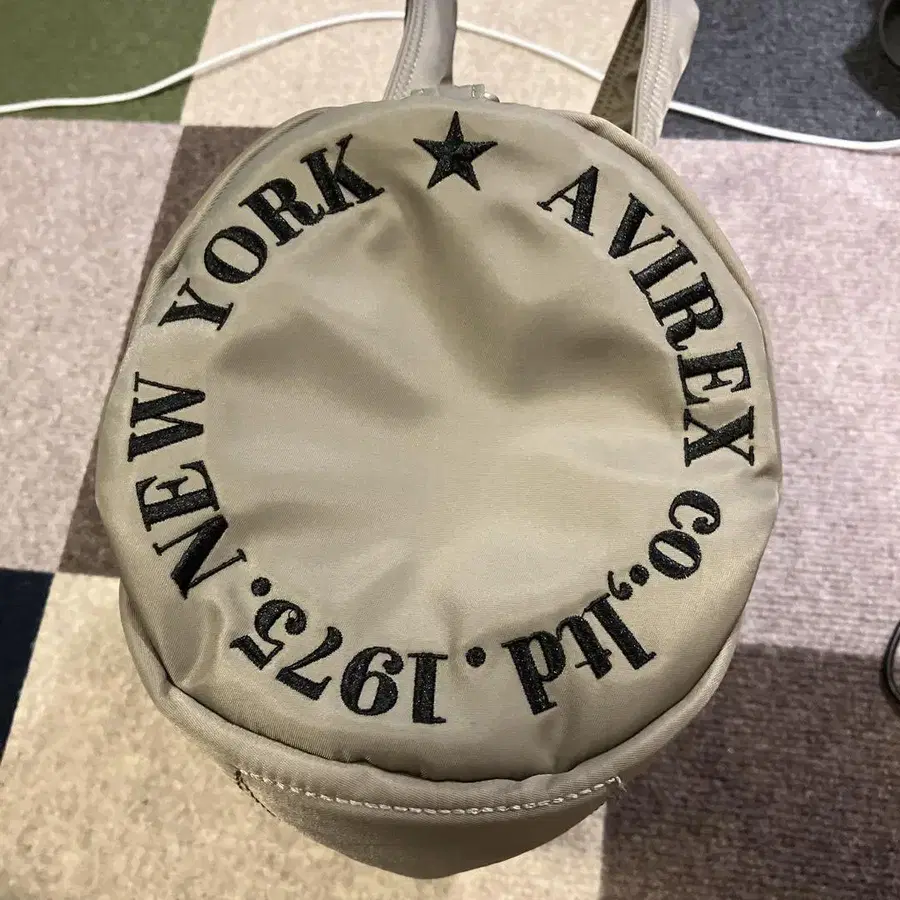 ★ AVIREX co.,ltd. 1975. NEW YORK